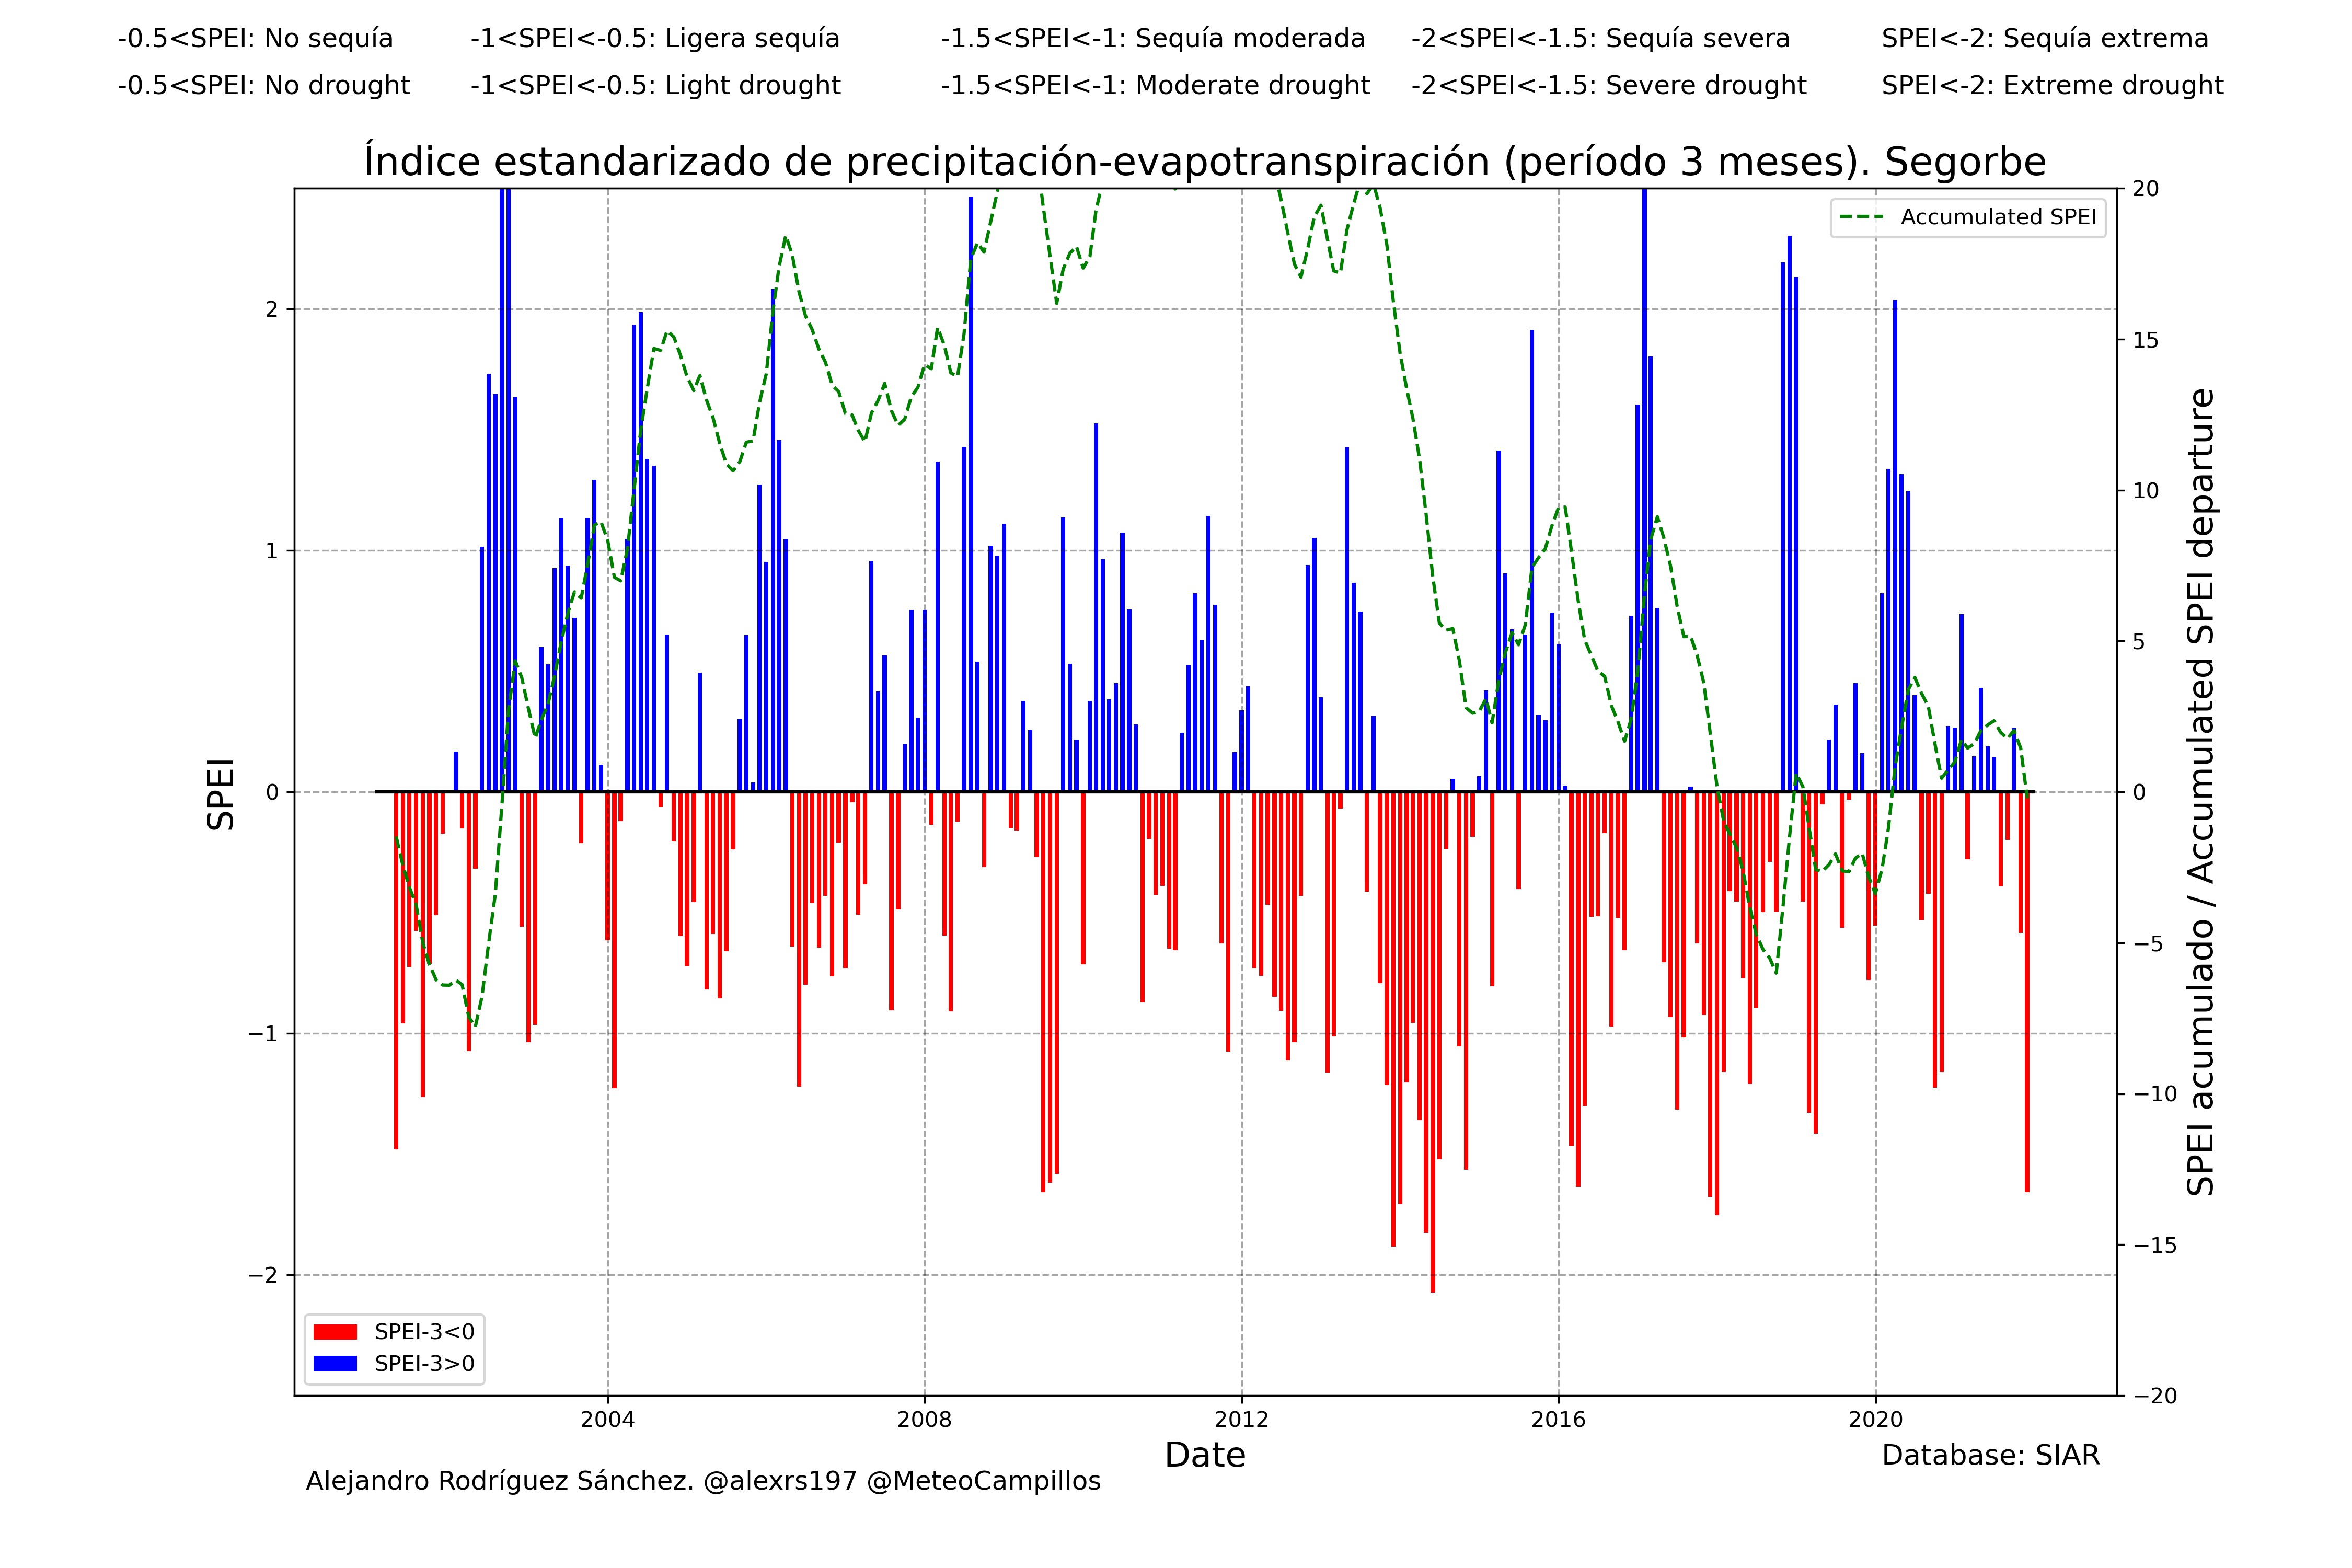 -0.5<SPEI: No sequía -1<SPEI<-0.5: Ligera sequía -1.5<SPEI<-1: Sequía moderada -2<SPEI<-1.5: Sequía severa SPEI<-2: Sequía extrema
-0.5<SPEI: No drought -1<SPEI<-0.5: Light drought -1.5<SPEI<-1: Moderate drought -2<SPEI<-1.5: Severe drought SPEI<-2: Extreme drought
Índice estandarizado de precipitación-evapotranspiración (período 3 meses). Segorbe
Accumulated SPEI
SPEI
2
1
0
−1
−2
20
15
10
5
0
−5
−10
−15
−20
SPEI acumulado / Accumulated SPEI departure
SPEI-3<0
SPEI-3>0
2004 2008 2012 2016 2020
Date
Database: SIAR
Alejandro Rodríguez Sánchez. @alexrs197 @MeteoCampillos